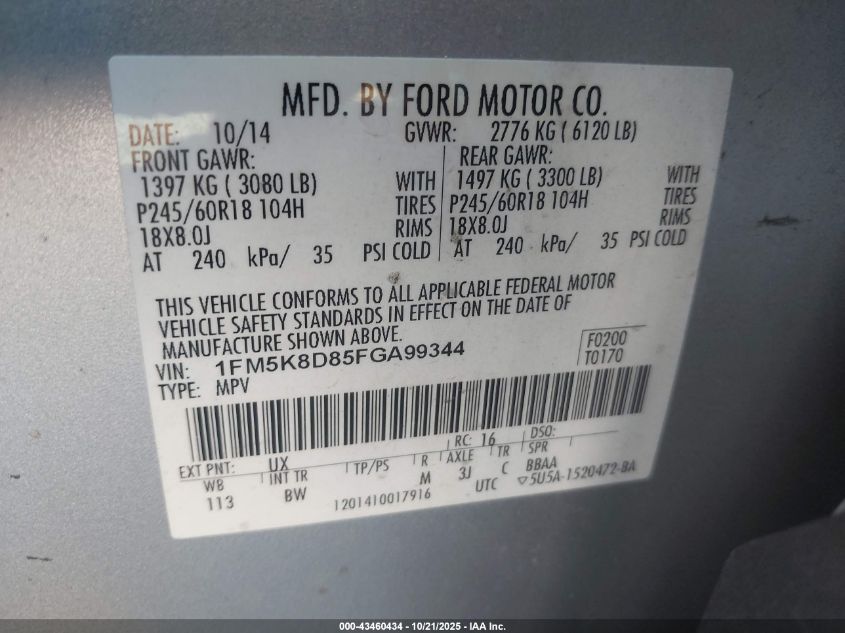 MFD. BY FORD MOTOR CO.
DATE: 10/14 GVWR: 2776 KG ( 6120 LB)
FRONT GAWR: REAR GAWR:
1397 KG ( 3080 LB) WITH 1497 KG ( 3300 LB) WITH
P245/60R18 104H TIRES P245/60R18 104H TIRES
18X8.0J RIMS 18X8.0J RIMS
AT 240 kPa/ 35 PSI COLD AT 240 kPa/ 35 PSI COLD
THIS VEHICLE CONFORMS TO ALL APPLICABLE FEDERAL MOTOR
VEHICLE SAFETY STANDARDS IN EFFECT ON THE DATE OF
MANUFACTURE SHOWN ABOVE.
VIN: 1FM5K8D85FGA99344 F0200
TYPE: MPV T0170
EXT PNT: UX RC: 16 DSO:
WB INT TR TP/PS R AXLE TR SPR
113 BW M 3J C BBAA
1201410017916 UTC ▽5U5A-1520472-BA
000-43460434 - 10/21/2025 - IAA Inc.